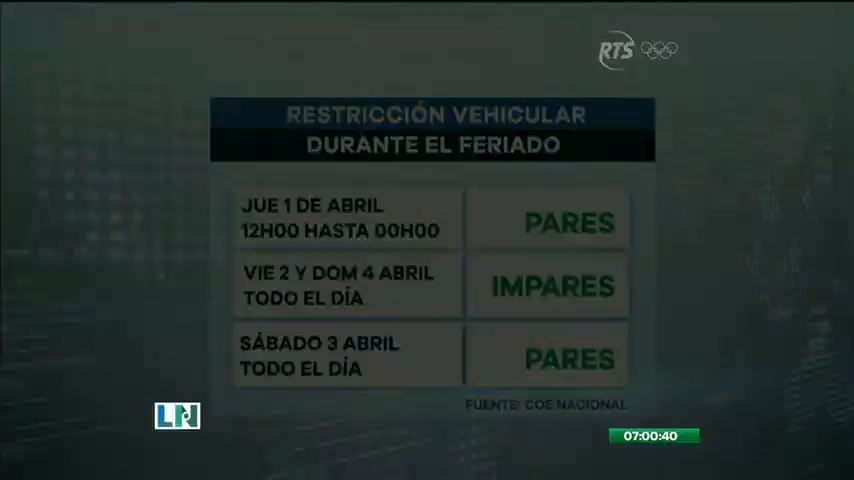 RTS
RESTRICCIÓN VEHICULAR
DURANTE EL FERIADO
JUE 1 DE ABRIL
12H00 HASTA 00H00
PARES
VIE 2 Y DOM 4 ABRIL
TODO EL DÍA
IMPARES
SÁBADO 3 ABRIL
TODO EL DÍA
PARES
FUENTE: COE NACIONAL
LN
07:00:40